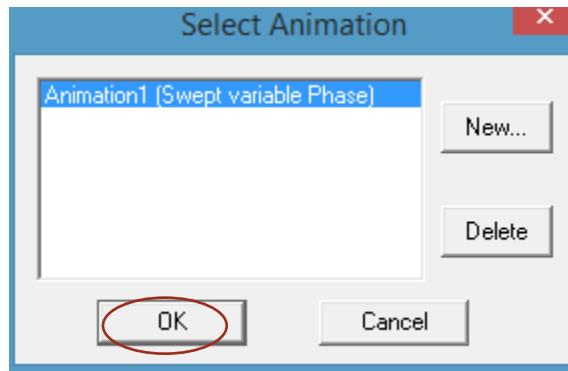 Select Animation
Animation1 (Swept variable Phase)
New...
Delete
OK
Cancel